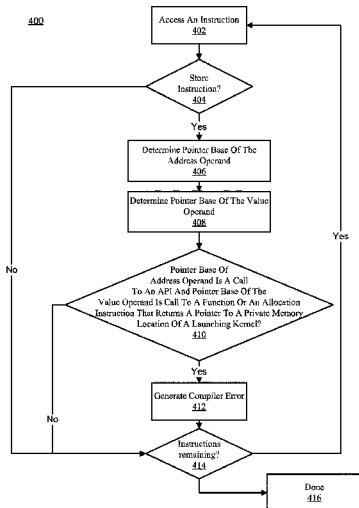 400
Access An Instruction
402
Store
Instruction?
404
Yes
Determine Pointer Base Of The
Address Operand
406
Determine Pointer Base Of The Value
Operand
408
No
Yes
Pointer Base Of
Address Operand Is A Call
To An API And Pointer Base Of The
Value Operand Is Call To A Function Or An Allocation
Instruction That Returns A Pointer To A Private Memory
Location Of A Launching Kernel?
410
Yes
Generate Compiler Error
412
No
Instructions
remaining?
414
Done
416